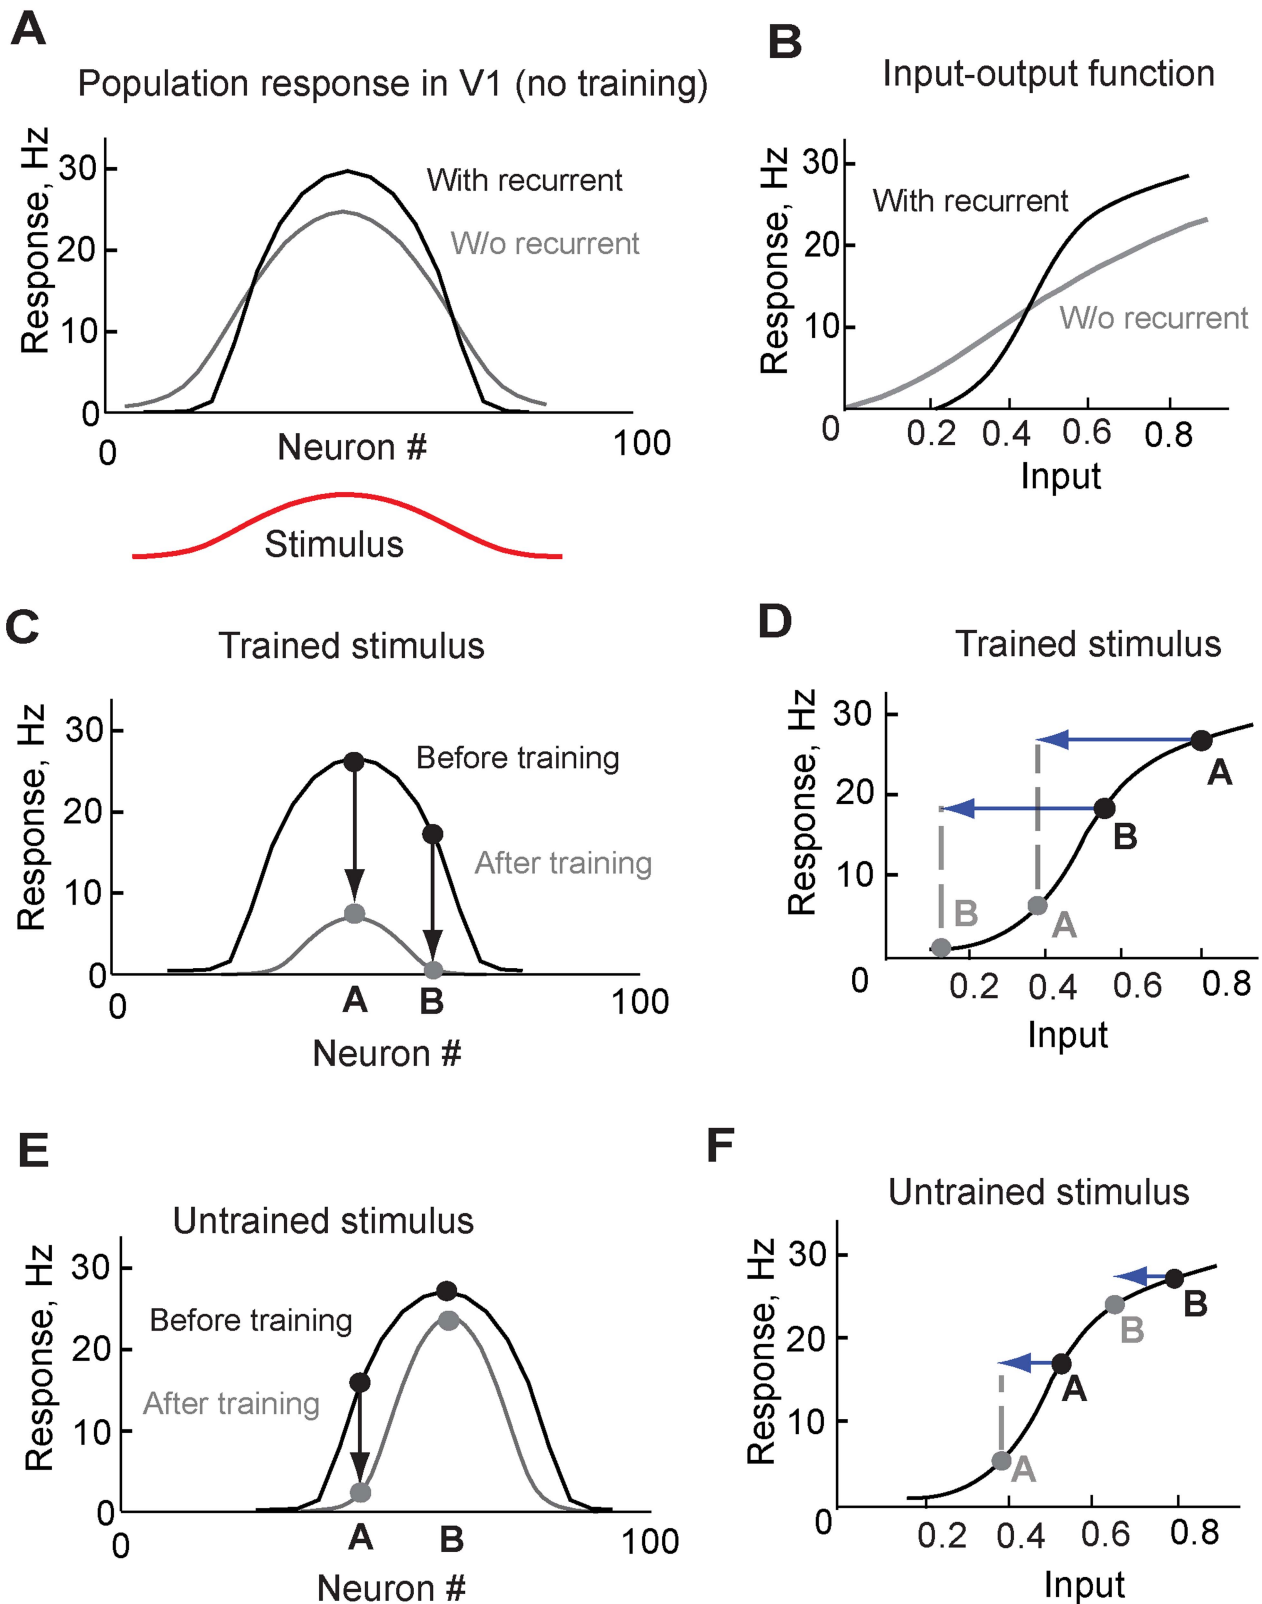 A
Population response in V1 (no training)
Response, Hz
30
20
10
0
With recurrent
W/o recurrent
0
Neuron #
100
Stimulus
B
Input-output function
Response, Hz
30
20
10
0
With recurrent
W/o recurrent
0.2 0.4 0.6 0.8
Input
C
Trained stimulus
Response, Hz
30
20
10
0
Before training
After training
0
A B
100
Neuron #
D
Trained stimulus
Response, Hz
30
20
10
0
A
B
B
A
0.2 0.4 0.6 0.8
Input
E
Untrained stimulus
Response, Hz
30
20
10
0
Before training
After training
0
A B
100
Neuron #
F
Untrained stimulus
Response, Hz
30
20
10
0
B
B
A
A
0.2 0.4 0.6 0.8
Input